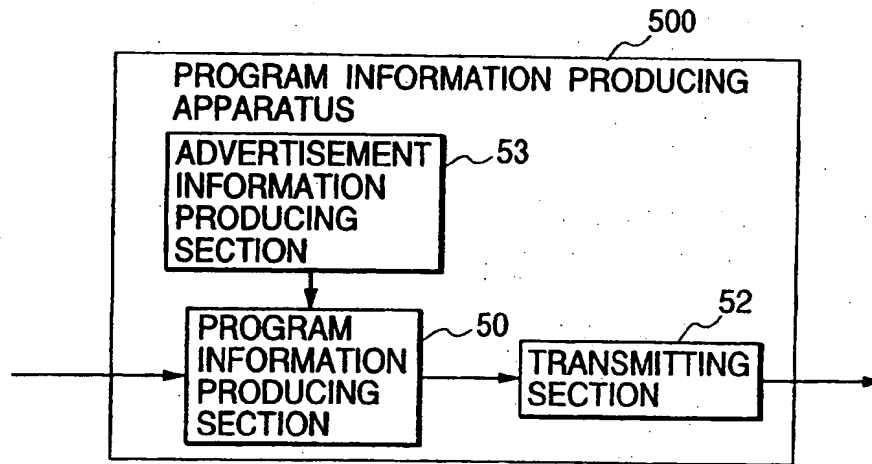 500
PROGRAM INFORMATION PRODUCING
APPARATUS
ADVERTISEMENT
INFORMATION
PRODUCING
SECTION
53
PROGRAM
INFORMATION
PRODUCING
SECTION
50
TRANSMITTING
SECTION
52